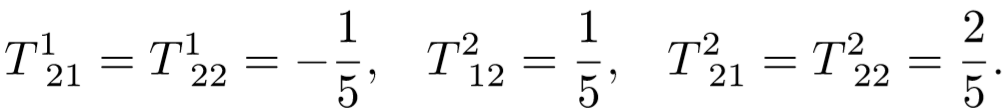 $T^1_{\ 21} = T^1_{\ 22} = -\frac{1}{5}, \quad T^2_{\ 12} = \frac{1}{5}, \quad T^2_{\ 21} = T^2_{\ 22} = \frac{2}{5}.$